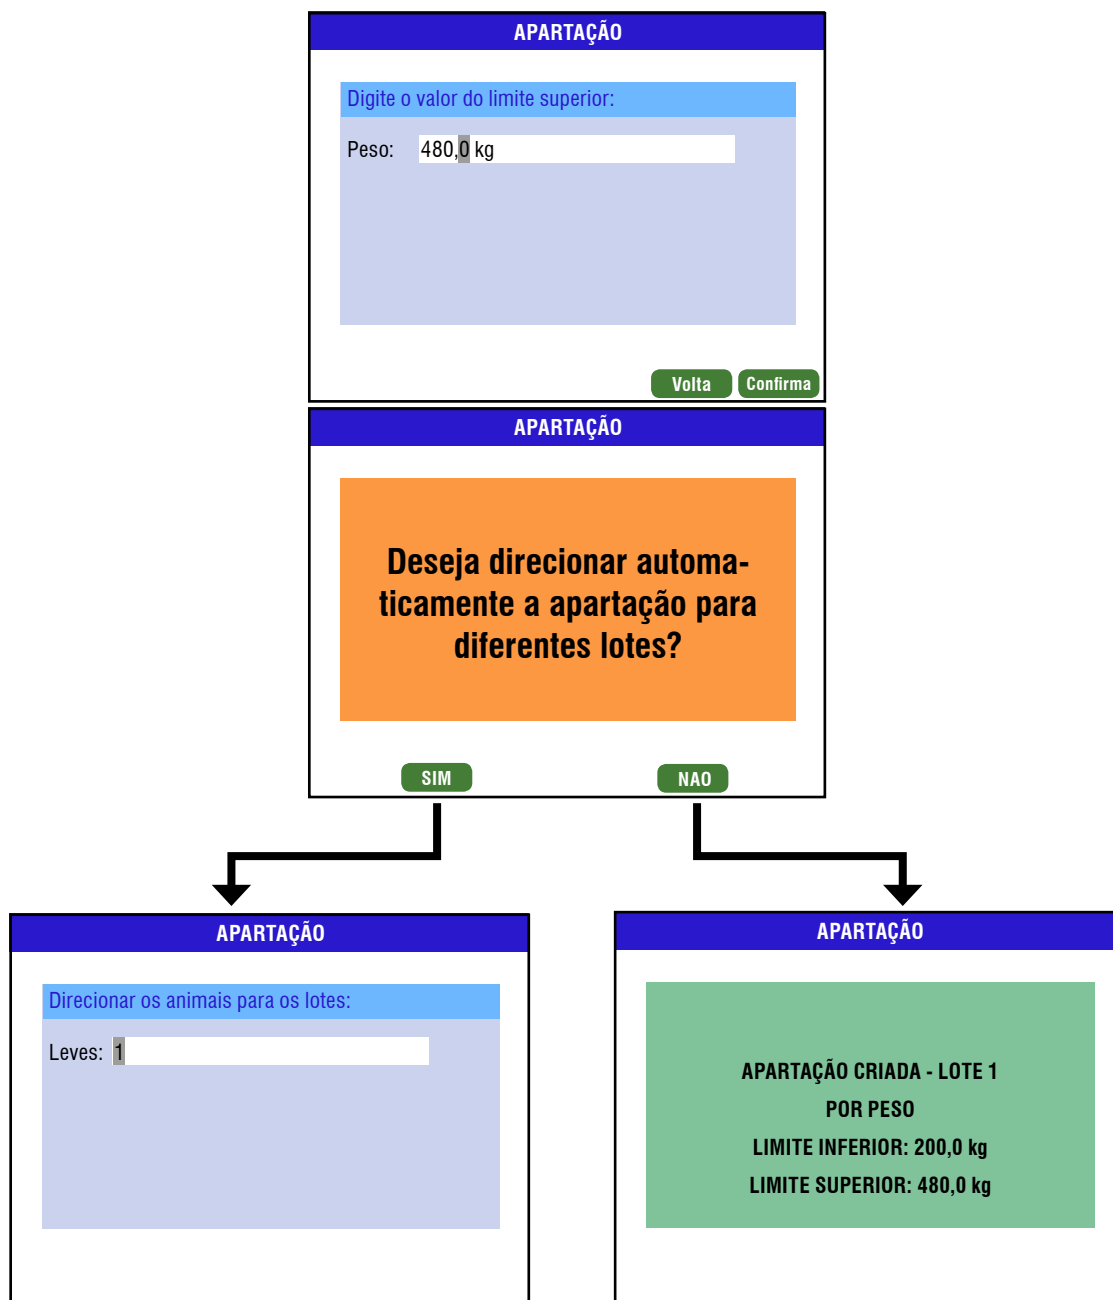 APARTAÇÃO
Digite o valor do limite superior:
Peso: 480,0 kg
Volta Confirma
APARTAÇÃO
Deseja direcionar automa-
ticamente a apartação para
diferentes lotes?
SIM NAO
APARTAÇÃO
Direcionar os animais para os lotes:
Leves: 1
APARTAÇÃO
APARTAÇÃO CRIADA - LOTE 1
POR PESO
LIMITE INFERIOR: 200,0 kg
LIMITE SUPERIOR: 480,0 kg